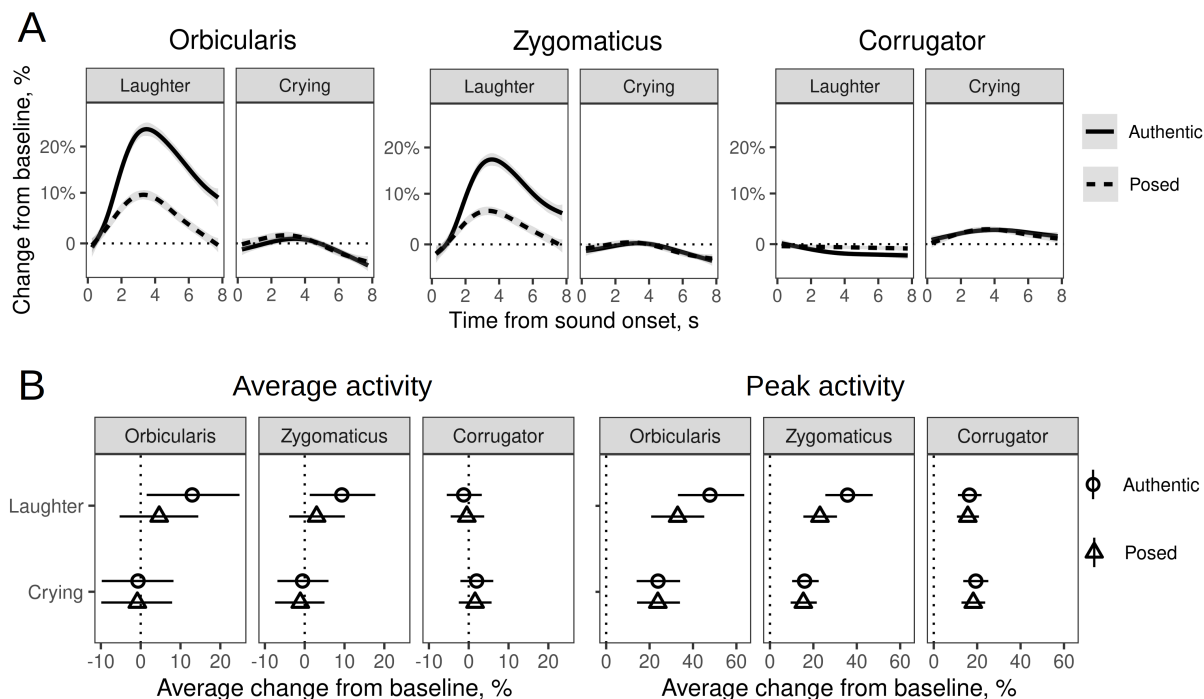 A
Orbicularis Zygomaticus Corrugator
Laughter Crying Laughter Crying Laughter Crying
Change from baseline, %
20% 20% 20%
10% 10% 10%
0 0 0
Authentic
Posed
0 2 4 6 8 0 2 4 6 8 0 2 4 6 8 0 2 4 6 8 0 2 4 6 8 0 2 4 6 8
Time from sound onset, s
B
Average activity Peak activity
Orbicularis Zygomaticus Corrugator Orbicularis Zygomaticus Corrugator
Laughter
Crying
Authentic
Posed
-10 0 10 20 -10 0 10 20 -10 0 10 20 0 20 40 60 0 20 40 60 0 20 40 60
Average change from baseline, % Average change from baseline, %